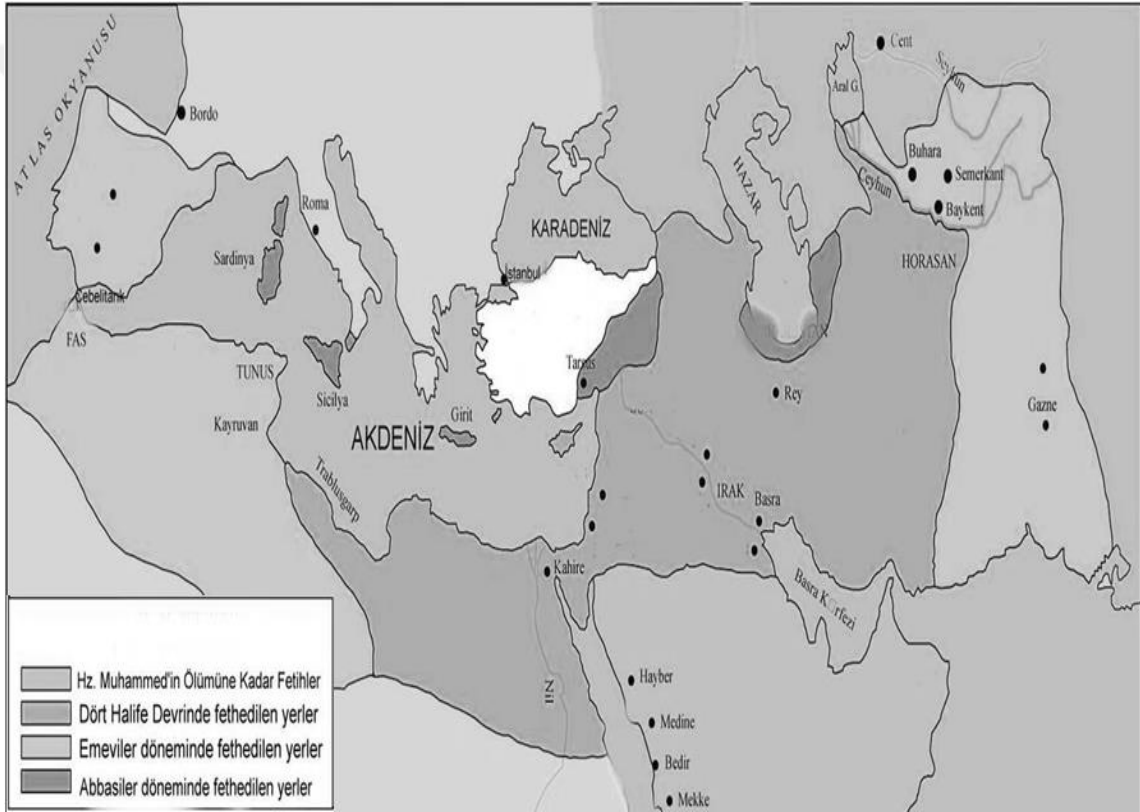 ATLAS OKYANUSU
Bordo
Cent
Seyhun
Aral G.
Buhara
Semerkant
Ceyhun
Baykent
HAZAR
Roma
KARADENİZ
Sardinya
İstanbul
HORASAN
Cebelitarık
FAS
TUNUS
Tarsus
Sicilya
Rey
Girit
Gazne
Kayruvan
AKDENİZ
Trablusgarp
IRAK
Basra
Kahire
Basra Körfezi
Nil
Hayber
Medine
Bedir
Mekke
Hz. Muhammed'in Ölümüne Kadar Fetihler
Dört Halife Devrinde fethedilen yerler
Emeviler döneminde fethedilen yerler
Abbasiler döneminde fethedilen yerler